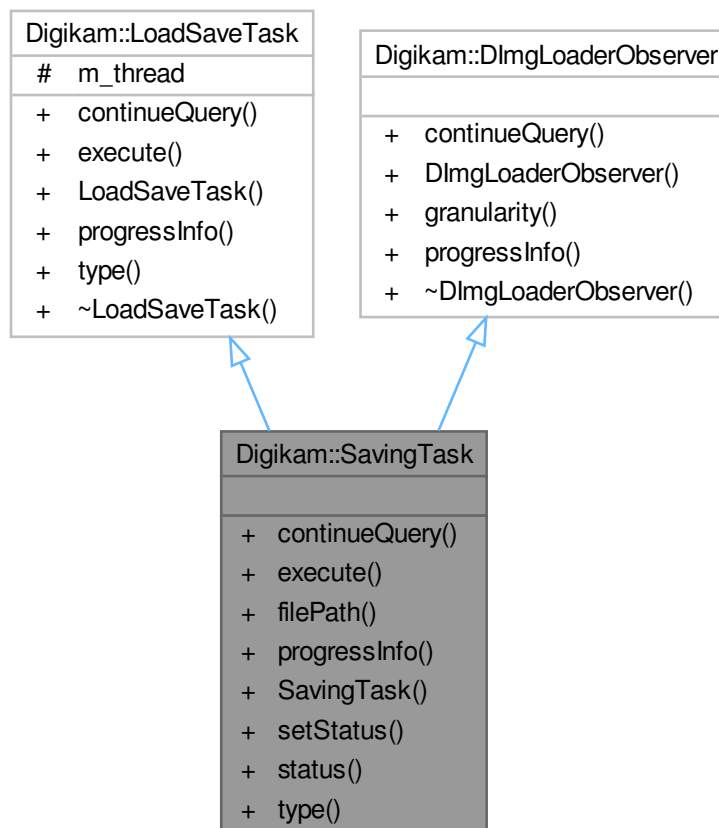 Digikam::LoadSaveTask
# m_thread
+ continueQuery()
+ execute()
+ LoadSaveTask()
+ progressInfo()
+ type()
+ ~LoadSaveTask()
Digikam::DImgLoaderObserver
+ continueQuery()
+ DImgLoaderObserver()
+ granularity()
+ progressInfo()
+ ~DImgLoaderObserver()
Digikam::SavingTask
+ continueQuery()
+ execute()
+ filePath()
+ progressInfo()
+ SavingTask()
+ setStatus()
+ status()
+ type()